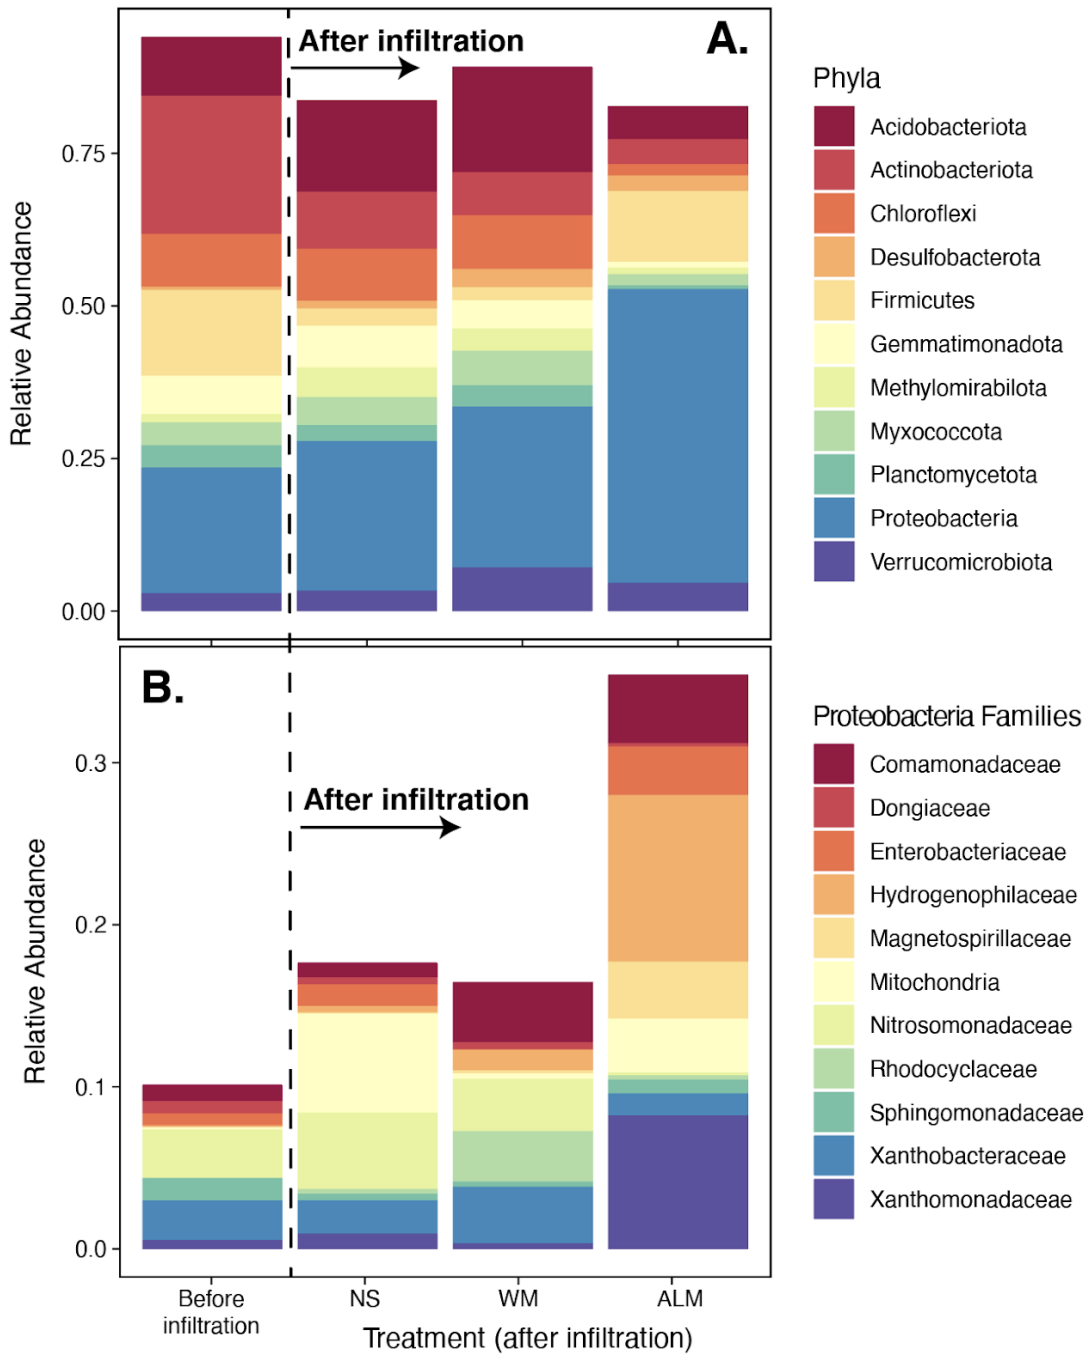 After infiltration
A.
0.75
0.50
0.25
0.00
Relative Abundance
Phyla
Acidobacteriota
Actinobacteriota
Chloroflexi
Desulfobacterota
Firmicutes
Gemmatimonadota
Methylomirabilota
Myxococcota
Planctomycetota
Proteobacteria
Verrucomicrobiota
B.
After infiltration
0.3
0.2
0.1
0.0
Relative Abundance
Proteobacteria Families
Comamonadaceae
Dongiaceae
Enterobacteriaceae
Hydrogenophilaceae
Magnetospirillaceae
Mitochondria
Nitrosomonadaceae
Rhodocyclaceae
Sphingomonadaceae
Xanthobacteraceae
Xanthomonadaceae
Before
infiltration
NS
WM
ALM
Treatment (after infiltration)